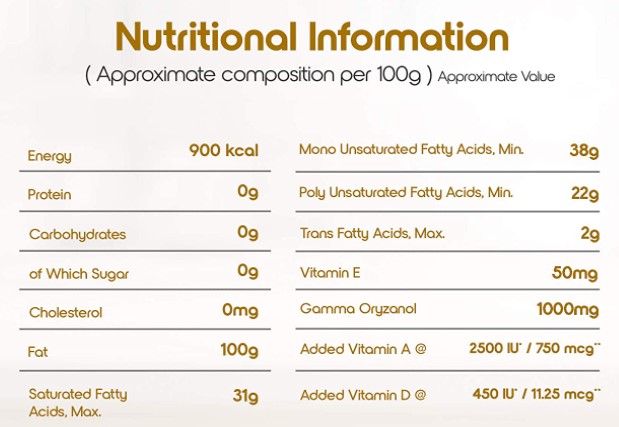 Nutritional Information
( Approximate composition per 100g ) Approximate Value
Energy 900 kcal
Protein 0g
Carbohydrates 0g
of Which Sugar 0g
Cholesterol 0mg
Fat 100g
Saturated Fatty 31g
Acids, Max.
Mono Unsaturated Fatty Acids, Min. 38g
Poly Unsaturated Fatty Acids, Min. 22g
Trans Fatty Acids, Max. 2g
Vitamin E 50mg
Gamma Oryzanol 1000mg
Added Vitamin A @ 2500 IU* / 750 mcg**
Added Vitamin D @ 450 IU* / 11.25 mcg**